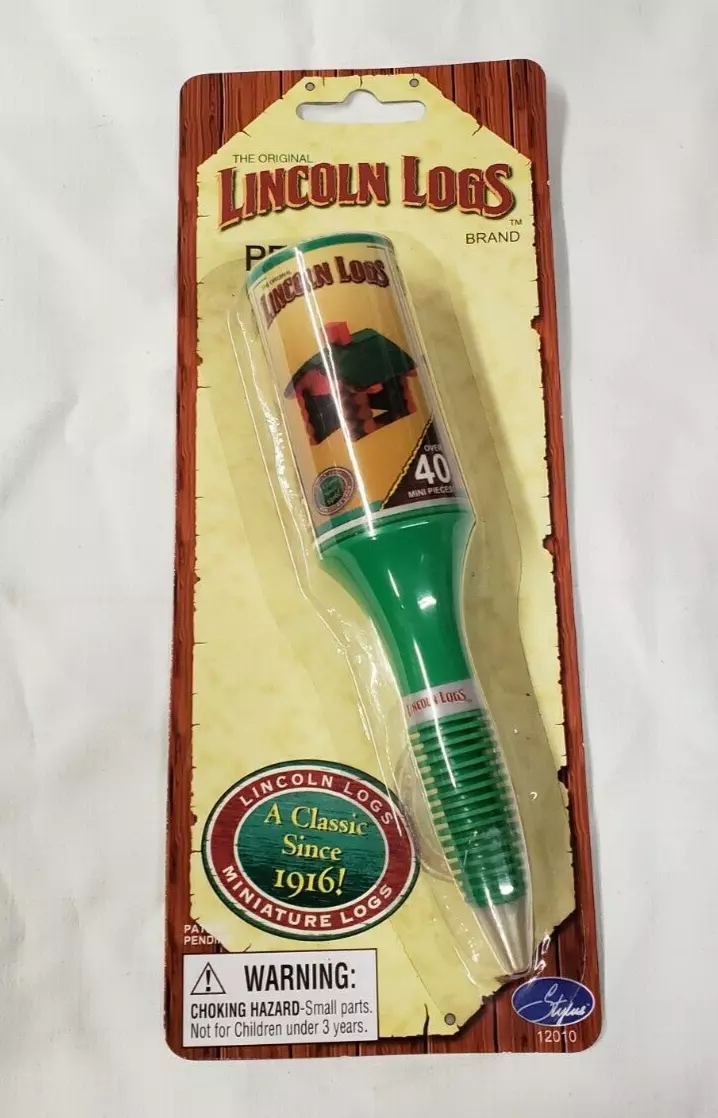 THE ORIGINAL
LINCOLN LOGS
TM
BRAND
THE ORIGINAL
LINCOLN LOGS
OVER
40
MINI PIECES
LINCOLN LOGS
LINCOLN LOGS
A Classic
Since
1916!
MINIATURE LOGS
WARNING:
CHOKING HAZARD-Small parts.
Not for Children under 3 years.
Stylus
12010